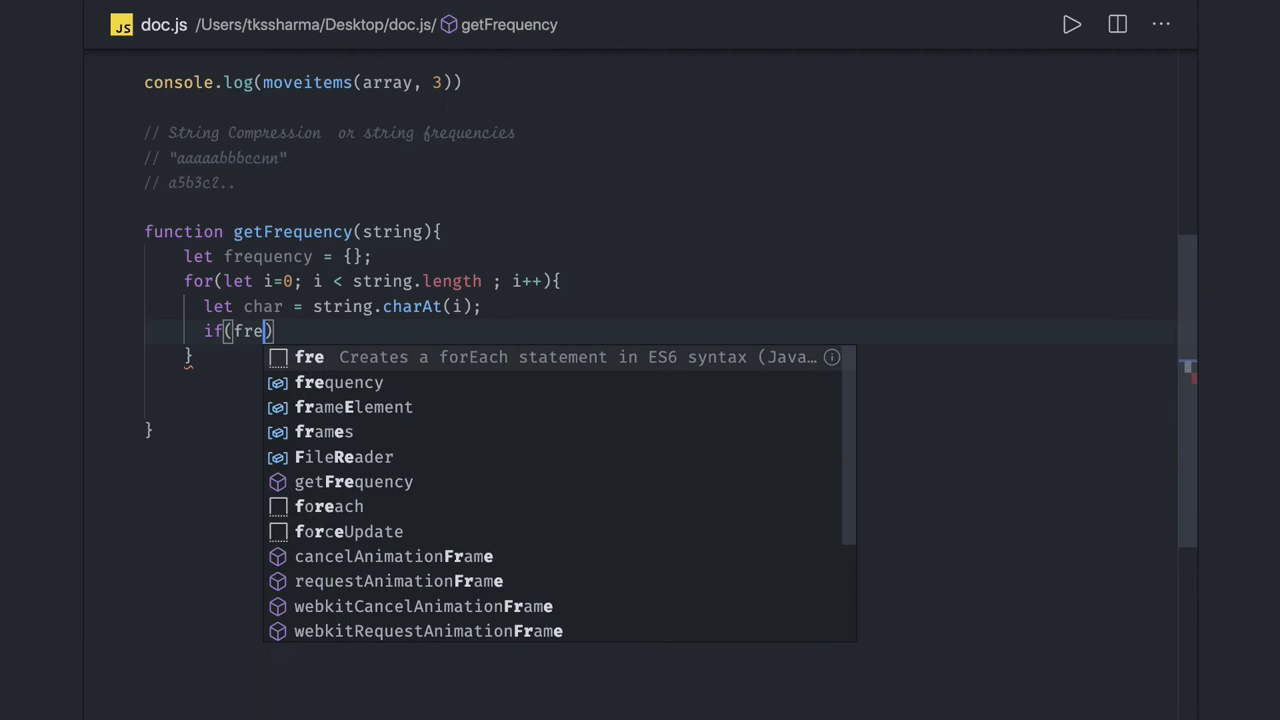 JS doc.js /Users/tkssharma/Desktop/doc.js/ getFrequency ...
console.log(moveitems(array, 3))
// String Compression  or string frequencies
// "aaaaabbbccnn"
// a5b3c2..
function getFrequency(string){
let frequency = {};
for(let i=0; i < string.length ; i++){
let char = string.charAt(i);
if(fre)
fre Creates a forEach statement in ES6 syntax (Java...
}
frequency
frameElement
frames
}
FileReader
getFrequency
foreach
forceUpdate
cancelAnimationFrame
requestAnimationFrame
webkitCancelAnimationFrame
webkitRequestAnimationFrame